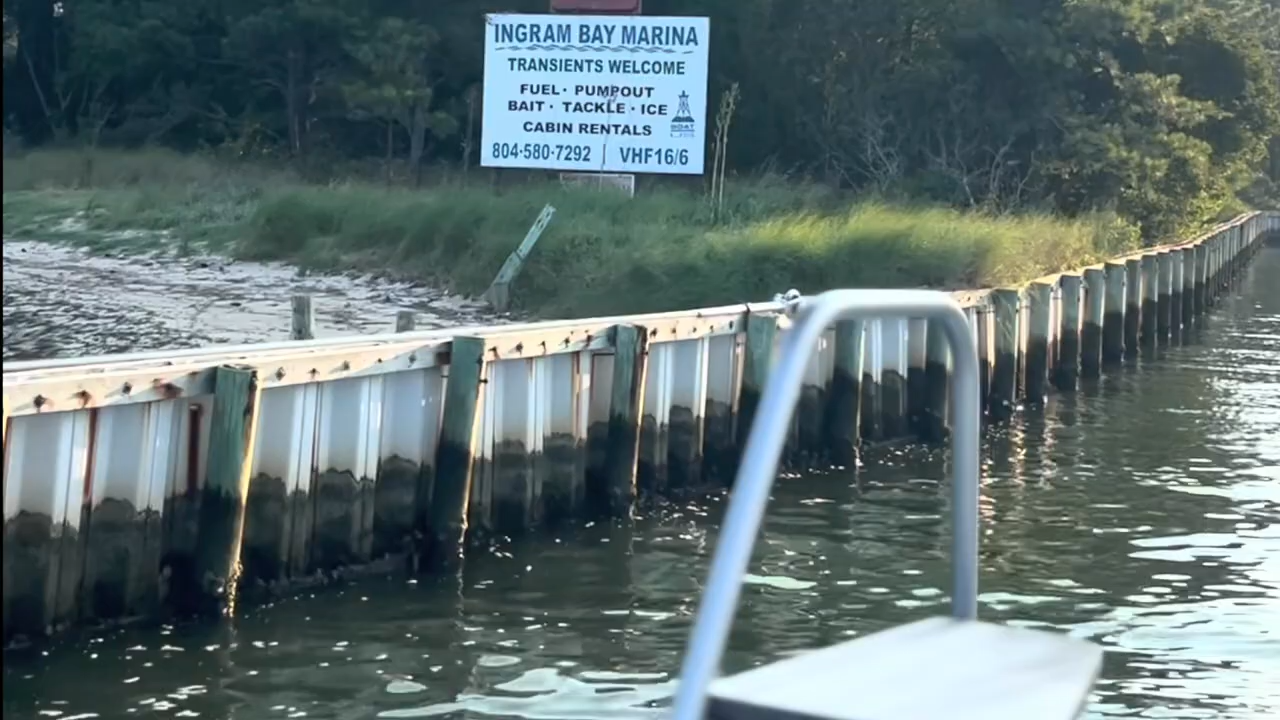 INGRAM BAY MARINA
TRANSIENTS WELCOME
FUEL · PUMPOUT
BAIT · TACKLE · ICE
CABIN RENTALS
804·580·7292 VHF16/6